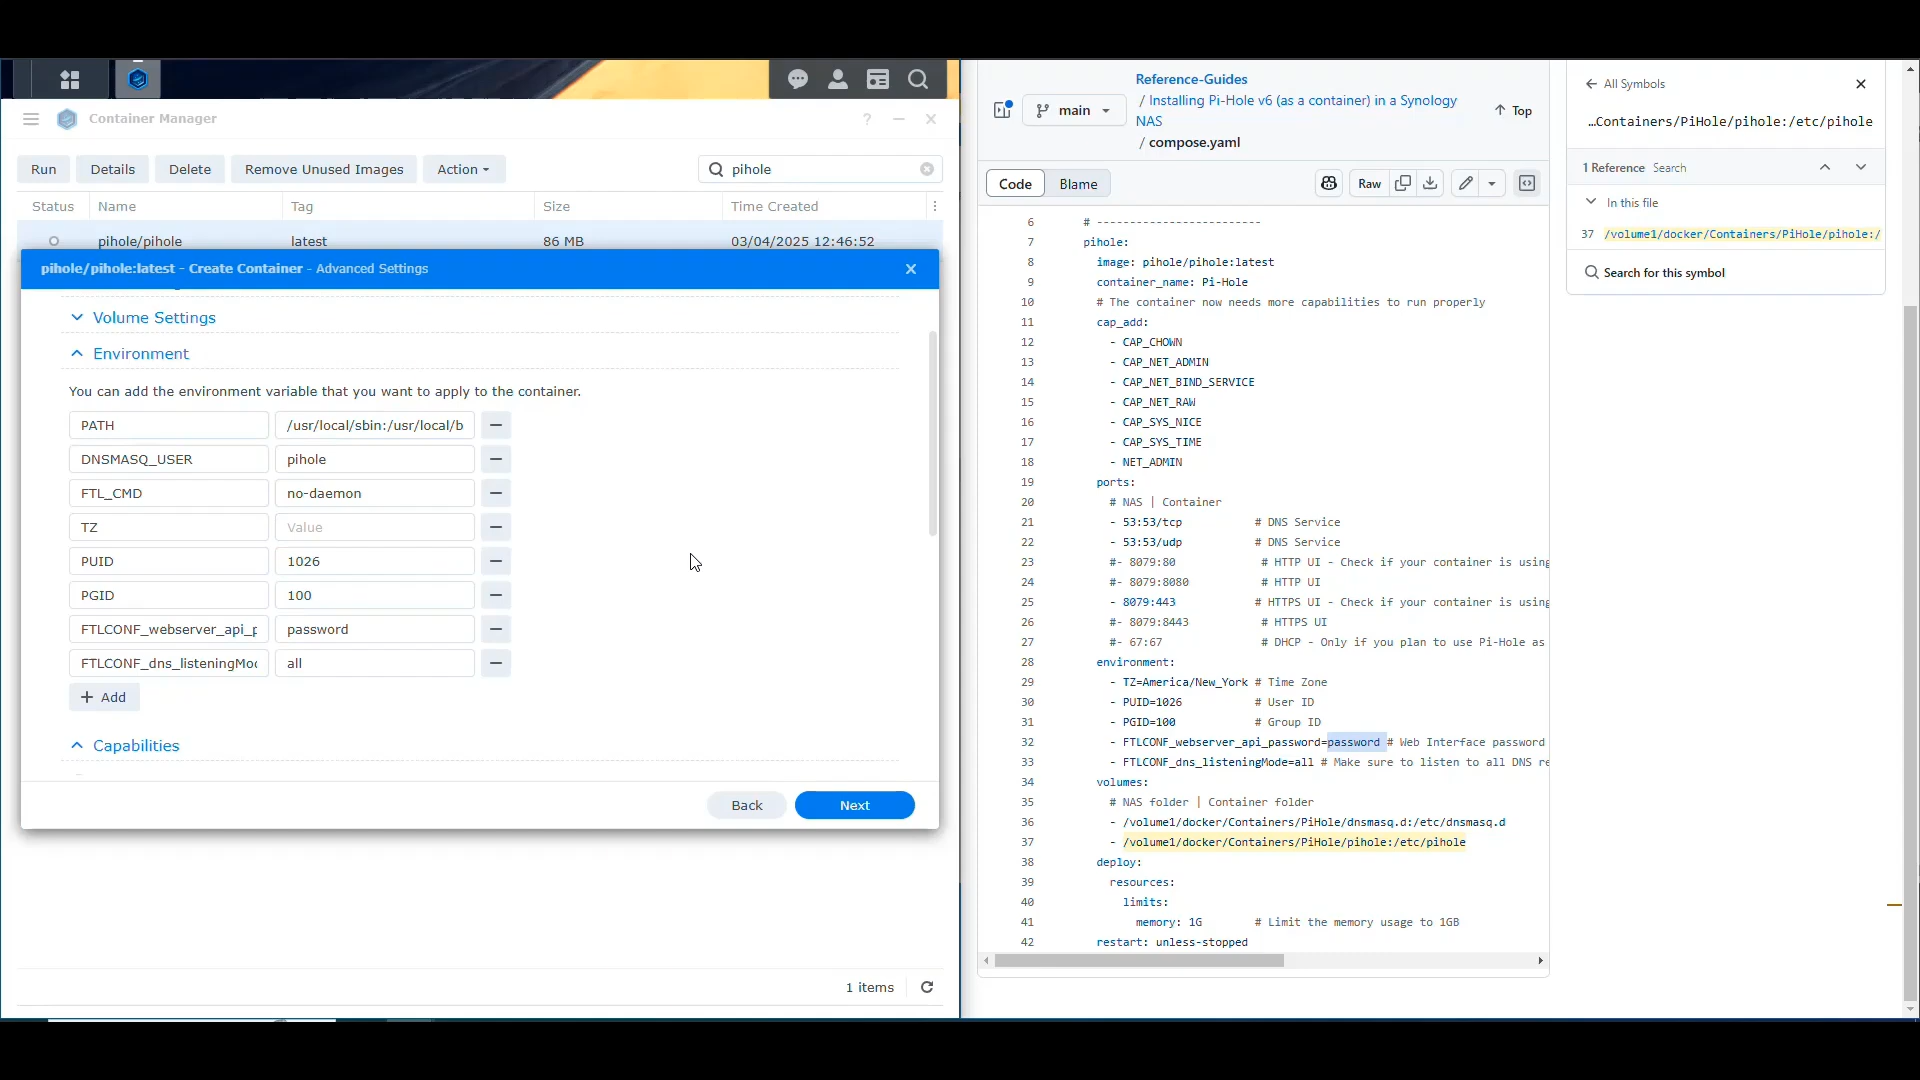 Container Manager
?
Run
Details
Delete
Remove Unused Images
Action
pihole
Status
Name
Tag
Size
Time Created
pihole/pihole
latest
86 MB
03/04/2025 12:46:52
pihole/pihole:latest - Create Container - Advanced Settings
Volume Settings
Environment
You can add the environment variable that you want to apply to the container.
PATH
/usr/local/sbin:/usr/local/b
DNSMASQ_USER
pihole
FTL_CMD
no-daemon
TZ
Value
PUID
1026
PGID
100
FTLCONF_webserver_api_p
password
FTLCONF_dns_listeningMoc
all
+ Add
Capabilities
Back
Next
1 items
main
Reference-Guides
/ Installing Pi-Hole v6 (as a container) in a Synology
NAS
/ compose.yaml
Top
Code
Blame
Raw
6 # -------------------------
7 pihole:
8 image: pihole/pihole:latest
9 container_name: Pi-Hole
10 # The container now needs more capabilities to run properly
11 cap_add:
12 - CAP_CHOWN
13 - CAP_NET_ADMIN
14 - CAP_NET_BIND_SERVICE
15 - CAP_NET_RAW
16 - CAP_SYS_NICE
17 - CAP_SYS_TIME
18 - NET_ADMIN
19 ports:
20 # NAS | Container
21 - 53:53/tcp # DNS Service
22 - 53:53/udp # DNS Service
23 #- 8079:80 # HTTP UI - Check if your container is using
24 #- 8079:8080 # HTTP UI
25 - 8079:443 # HTTPS UI - Check if your container is using
26 #- 8079:8443 # HTTPS UI
27 #- 67:67 # DHCP - Only if you plan to use Pi-Hole as
28 environment:
29 - TZ=America/New_York # Time Zone
30 - PUID=1026 # User ID
31 - PGID=100 # Group ID
32 - FTLCONF_webserver_api_password=password # Web Interface password
33 - FTLCONF_dns_listeningMode=all # Make sure to listen to all DNS re
34 volumes:
35 # NAS folder | Container folder
36 - /volume1/docker/Containers/PiHole/dnsmasq.d:/etc/dnsmasq.d
37 - /volume1/docker/Containers/PiHole/pihole:/etc/pihole
38 deploy:
39 resources:
40 limits:
41 memory: 1G # Limit the memory usage to 1GB
42 restart: unless-stopped
All Symbols
…Containers/PiHole/pihole:/etc/pihole
1 Reference Search
In this file
37 /volume1/docker/Containers/PiHole/pihole:/
Search for this symbol